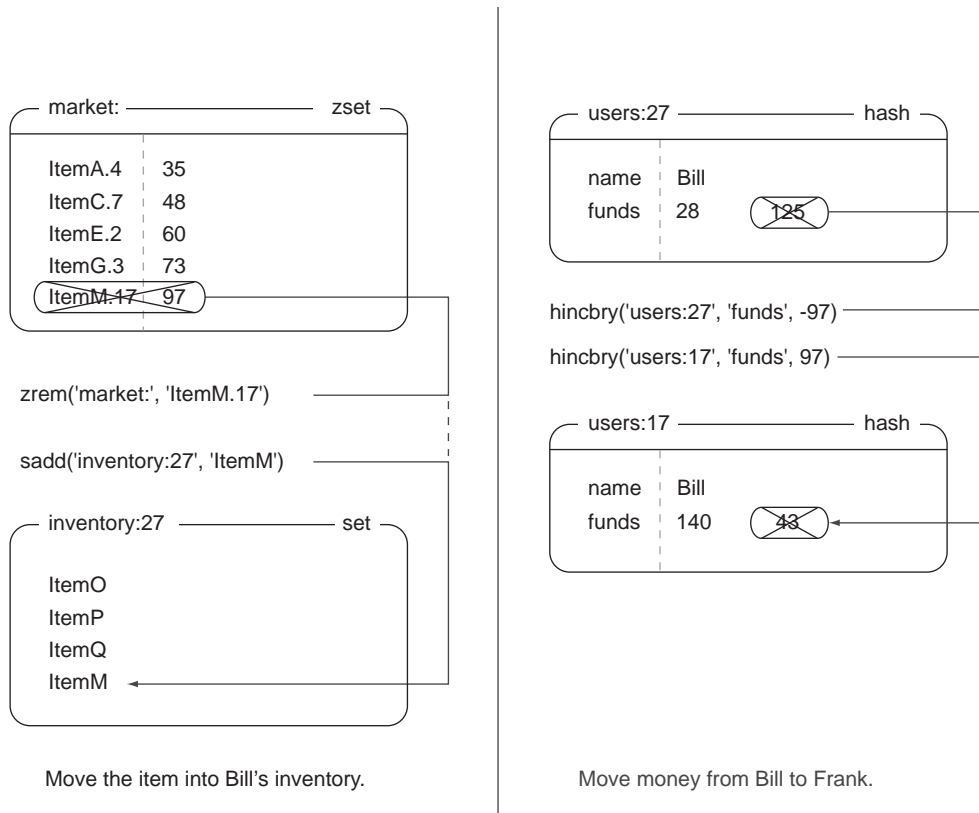 market: zset
ItemA.4 35
ItemC.7 48
ItemE.2 60
ItemG.3 73
ItemM.17 97
zrem('market:', 'ItemM.17')
sadd('inventory:27', 'ItemM')
inventory:27 set
ItemO
ItemP
ItemQ
ItemM
Move the item into Bill's inventory.
users:27 hash
name Bill
funds 28 125
hincbry('users:27', 'funds', -97)
hincbry('users:17', 'funds', 97)
users:17 hash
name Bill
funds 140 43
Move money from Bill to Frank.